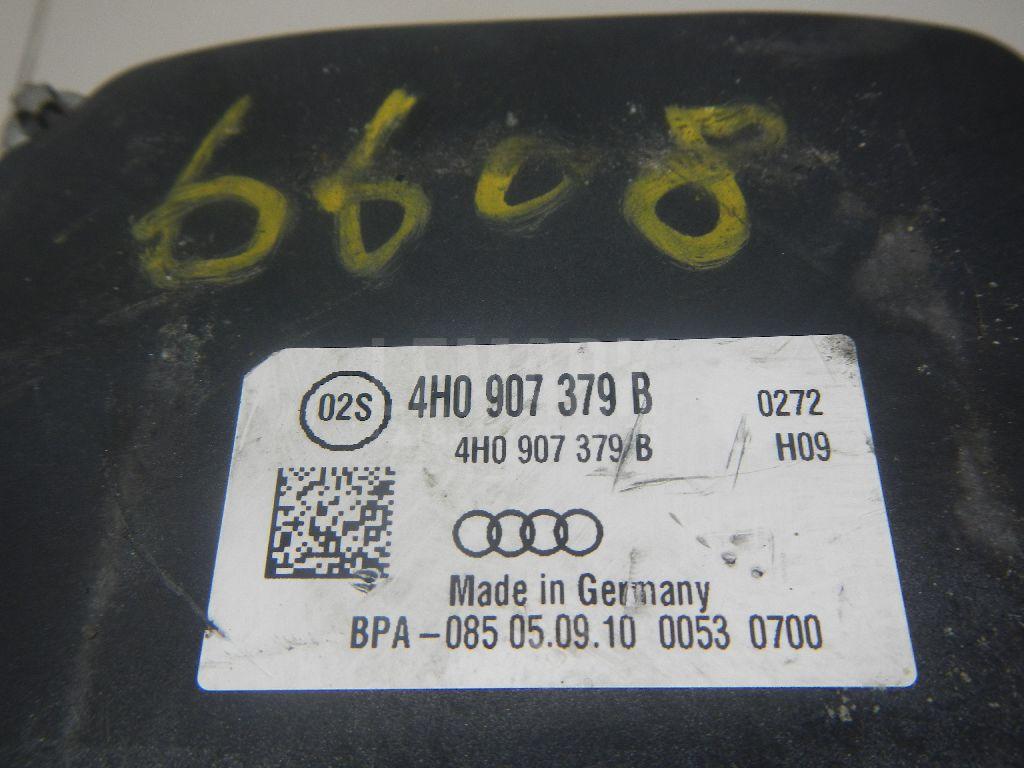 6608
02S 4H0 907 379 B 0272
4H0 907 379 B H09
Made in Germany
BPA-085 05.09.10 0053 0700